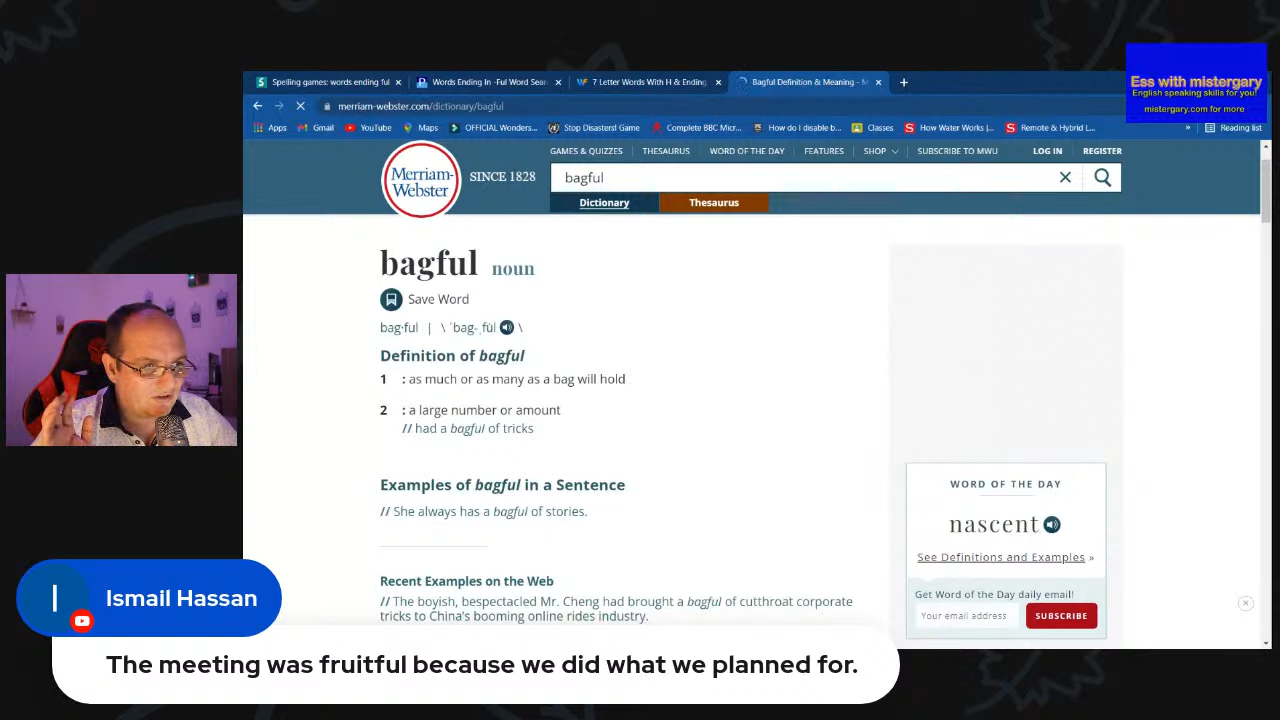 Ess with mistergary
English speaking skills for you!
mistergary.com for more
Spelling games: words ending ful
Words Ending In -Ful Word Sear
7 Letter Words With H & Ending
Bagful Definition & Meaning - M
merriam-webster.com/dictionary/bagful
Apps Gmail YouTube Maps OFFICIAL Wonders... Stop Disasters! Game Complete BBC Micr... How do I disable b... Classes How Water Works |... Remote & Hybrid L... » Reading list
GAMES & QUIZZES THESAURUS WORD OF THE DAY FEATURES SHOP SUBSCRIBE TO MWU LOG IN REGISTER
Merriam-
Webster
SINCE 1828
bagful
Dictionary Thesaurus
bagful noun
Save Word
bag·ful | \ ˈbag-ˌfu̇l \
Definition of bagful
1 : as much or as many as a bag will hold
2 : a large number or amount
// had a bagful of tricks
Examples of bagful in a Sentence
// She always has a bagful of stories.
Recent Examples on the Web
// The boyish, bespectacled Mr. Cheng had brought a bagful of cutthroat corporate
tricks to China's booming online rides industry.
WORD OF THE DAY
nascent
See Definitions and Examples »
Get Word of the Day daily email!
Your email address SUBSCRIBE
I Ismail Hassan
The meeting was fruitful because we did what we planned for.